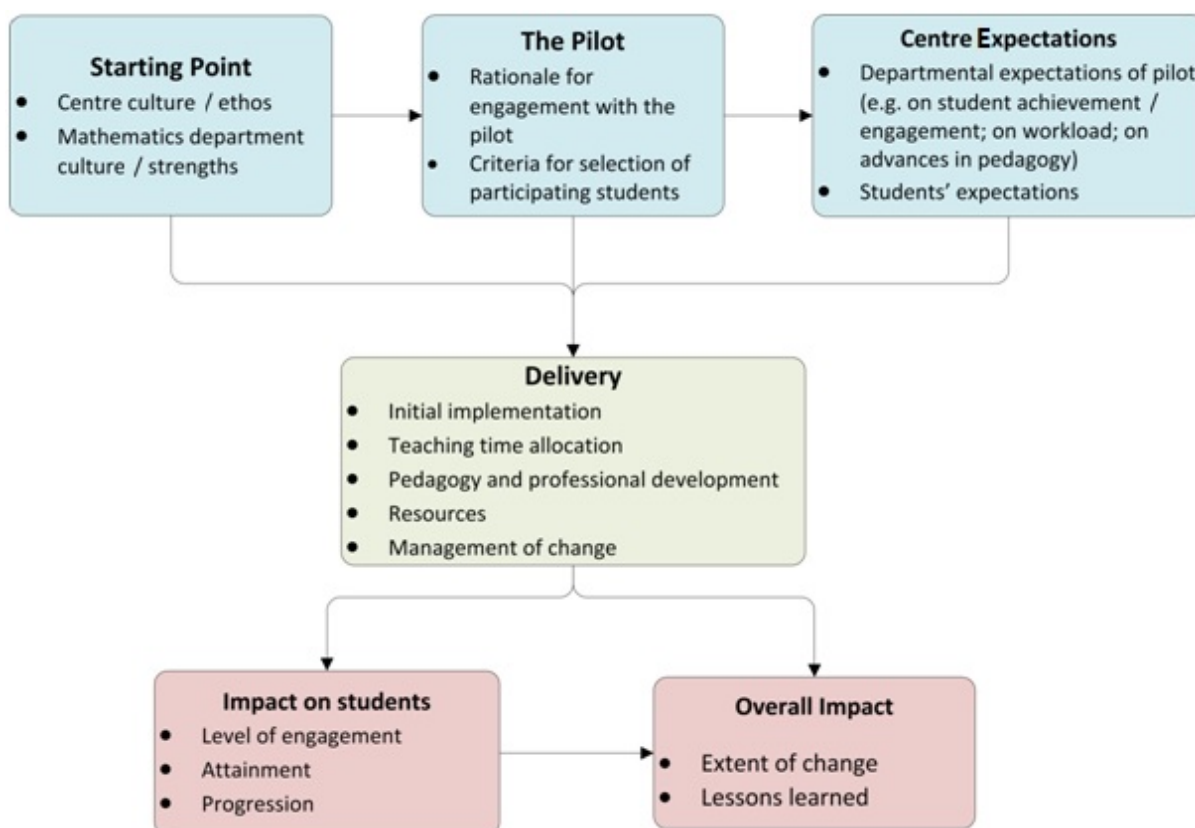 Starting Point
● Centre culture / ethos
● Mathematics department
culture / strengths
The Pilot
● Rationale for
engagement with the
pilot
● Criteria for selection of
participating students
Centre Expectations
● Departmental expectations of pilot
(e.g. on student achievement /
engagement; on workload; on
advances in pedagogy)
● Students’ expectations
Delivery
● Initial implementation
● Teaching time allocation
● Pedagogy and professional development
● Resources
● Management of change
Impact on students
● Level of engagement
● Attainment
● Progression
Overall Impact
● Extent of change
● Lessons learned